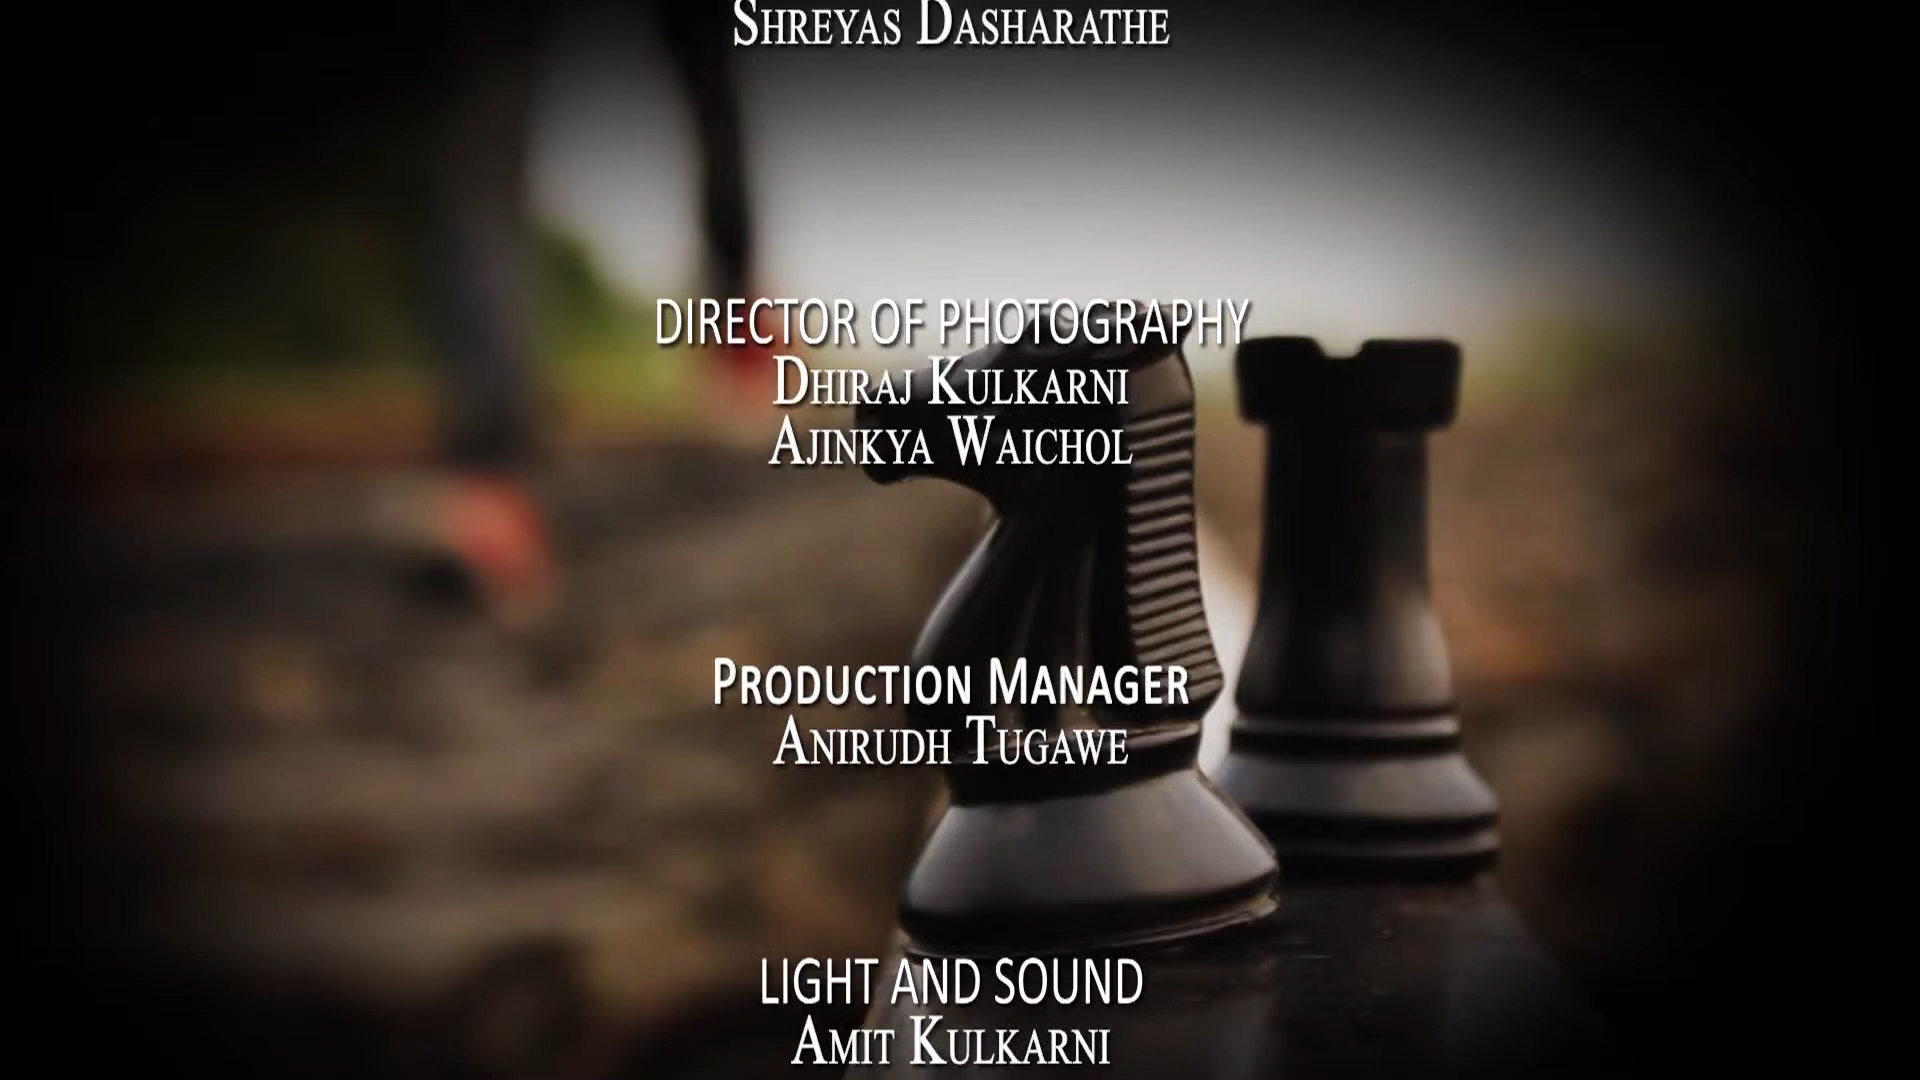 Shreyas Dasharathe
DIRECTOR OF PHOTOGRAPHY
Dhiraj Kulkarni
Ajinkya Waichol
Production Manager
Anirudh Tugawe
LIGHT AND SOUND
Amit Kulkarni